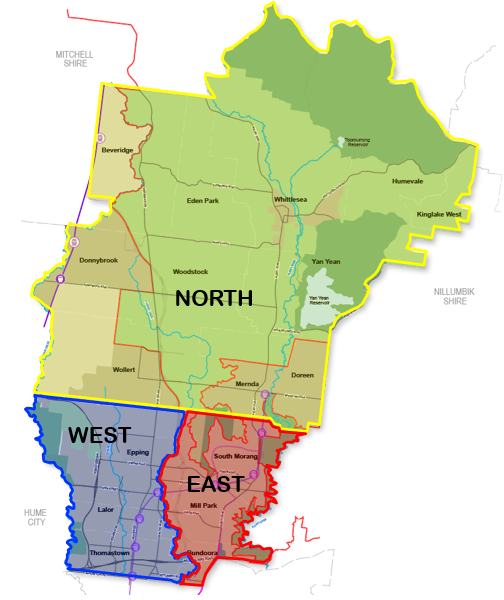 MITCHELL
SHIRE
Toorourrong
Reservoir
Beveridge
Humevale
Eden Park
Whittlesea
Kinglake West
Donnybrook
Woodstock
Yan Yean
NORTH
Yan Yean
Reservoir
NILLUMBIK
SHIRE
Wollert
Mernda
Doreen
WEST
Epping
South Morang
EAST
HUME
CITY
Lalor
Mill Park
Thomastown
Bundoora